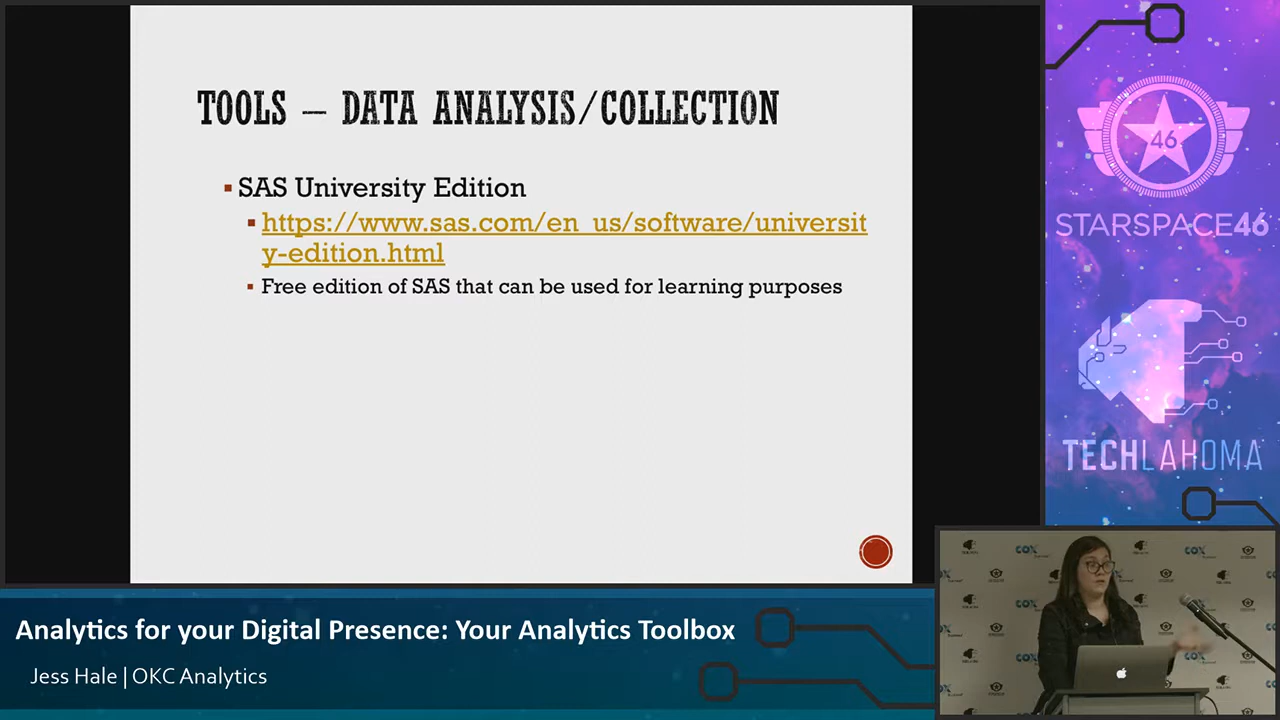 TOOLS – DATA ANALYSIS/COLLECTION
▪ SAS University Edition
▪ https://www.sas.com/en_us/software/universit
y-edition.html
▪ Free edition of SAS that can be used for learning purposes
46
STARSPACE46
TECHLAHOMA
COX
Analytics for your Digital Presence: Your Analytics Toolbox
Jess Hale | OKC Analytics